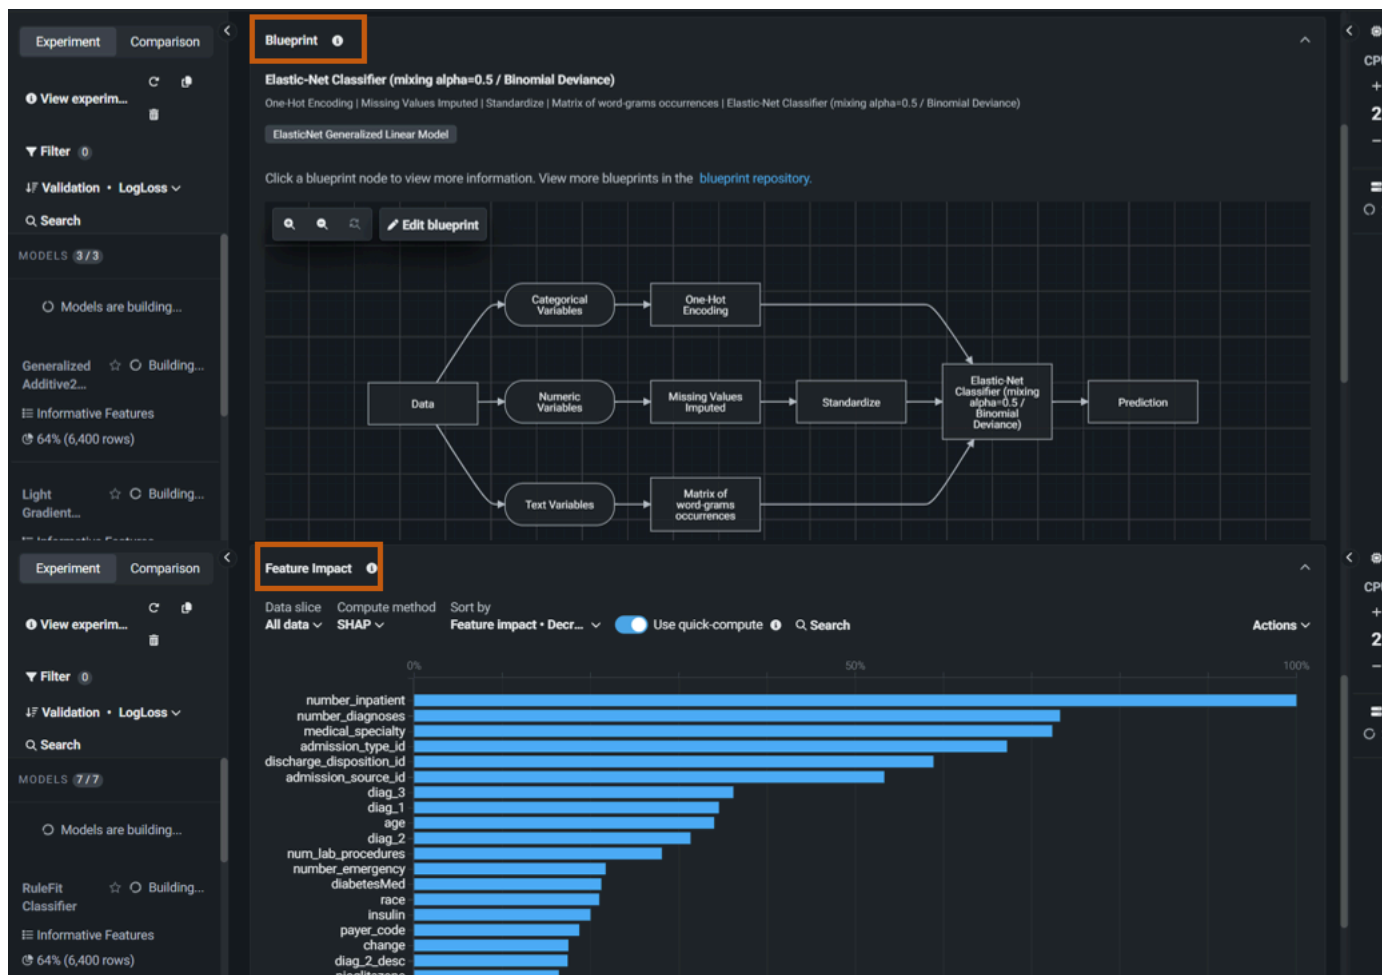 Experiment Comparison
View experim...
Filter 0
Validation • LogLoss
Search
MODELS 3/3
Models are building...
Generalized
Additive2...
Building...
Informative Features
64% (6,400 rows)
Light
Gradient...
Building...
Blueprint
Elastic-Net Classifier (mixing alpha=0.5 / Binomial Deviance)
One-Hot Encoding | Missing Values Imputed | Standardize | Matrix of word-grams occurrences | Elastic-Net Classifier (mixing alpha=0.5 / Binomial Deviance)
ElasticNet Generalized Linear Model
Click a blueprint node to view more information. View more blueprints in the blueprint repository.
Edit blueprint
Data
Categorical
Variables
One-Hot
Encoding
Numeric
Variables
Missing Values
Imputed
Standardize
Text Variables
Matrix of
word-grams
occurrences
Elastic-Net
Classifier (mixing
alpha=0.5 /
Binomial
Deviance)
Prediction
CPU
+
2
−
Experiment Comparison
View experim...
Filter 0
Validation • LogLoss
Search
MODELS 7/7
Models are building...
RuleFit
Classifier
Building...
Informative Features
64% (6,400 rows)
Feature Impact
Data slice Compute method Sort by
All data SHAP Feature impact • Decr... Use quick-compute Search Actions
0% 50% 100%
number_inpatient
number_diagnoses
medical_specialty
admission_type_id
discharge_disposition_id
admission_source_id
diag_3
diag_1
age
diag_2
num_lab_procedures
number_emergency
diabetesMed
race
insulin
payer_code
change
diag_2_desc
CPU
+
2
−